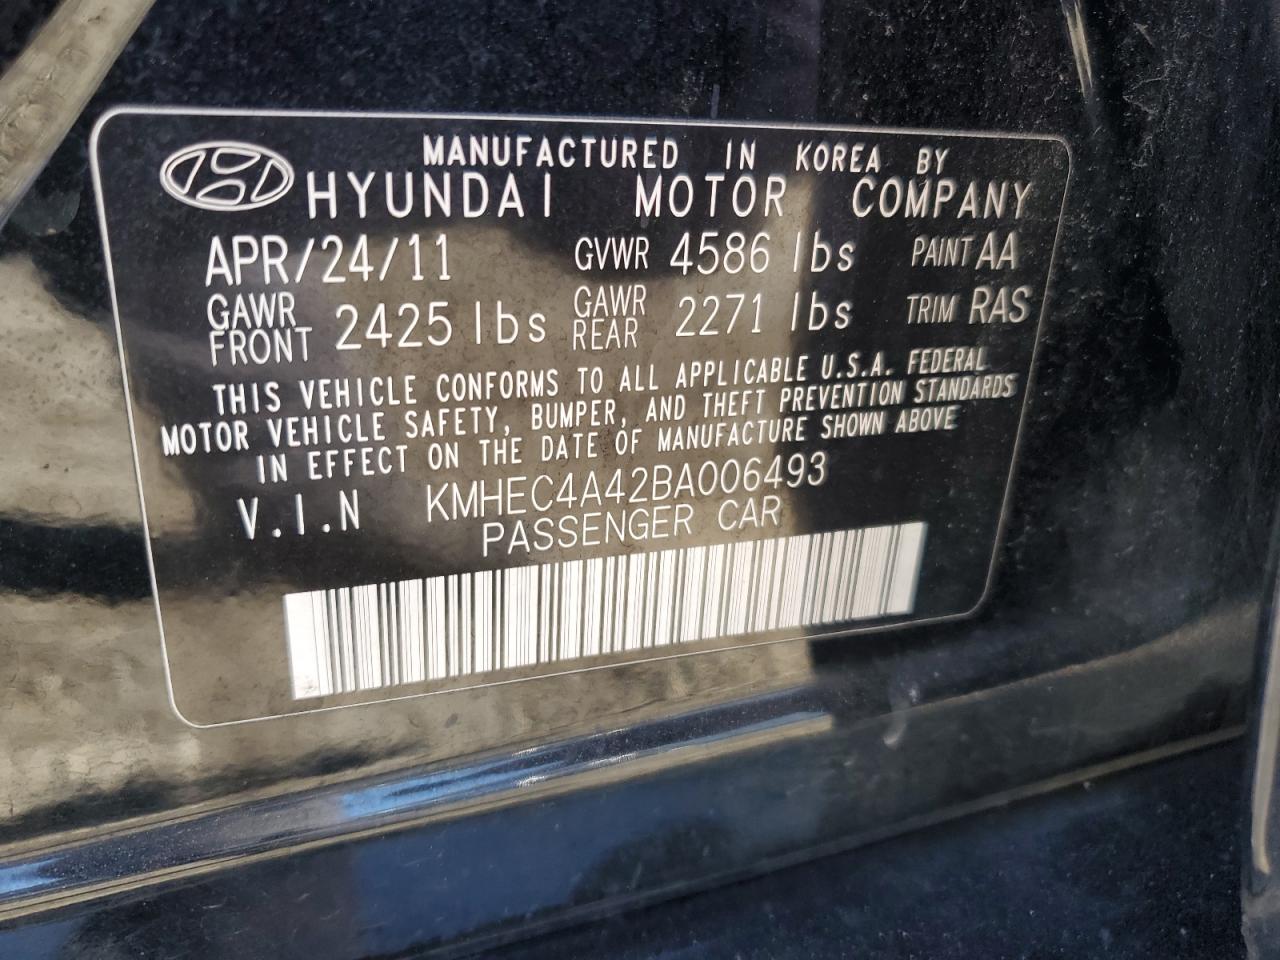 MANUFACTURED IN KOREA BY
HYUNDAI MOTOR COMPANY
APR/24/11 GVWR 4586 lbs PAINT AA
GAWR FRONT 2425 lbs GAWR REAR 2271 lbs TRIM RAS
THIS VEHICLE CONFORMS TO ALL APPLICABLE U.S.A. FEDERAL
MOTOR VEHICLE SAFETY, BUMPER, AND THEFT PREVENTION STANDARDS
IN EFFECT ON THE DATE OF MANUFACTURE SHOWN ABOVE
V.I.N KMHEC4A42BA006493
PASSENGER CAR